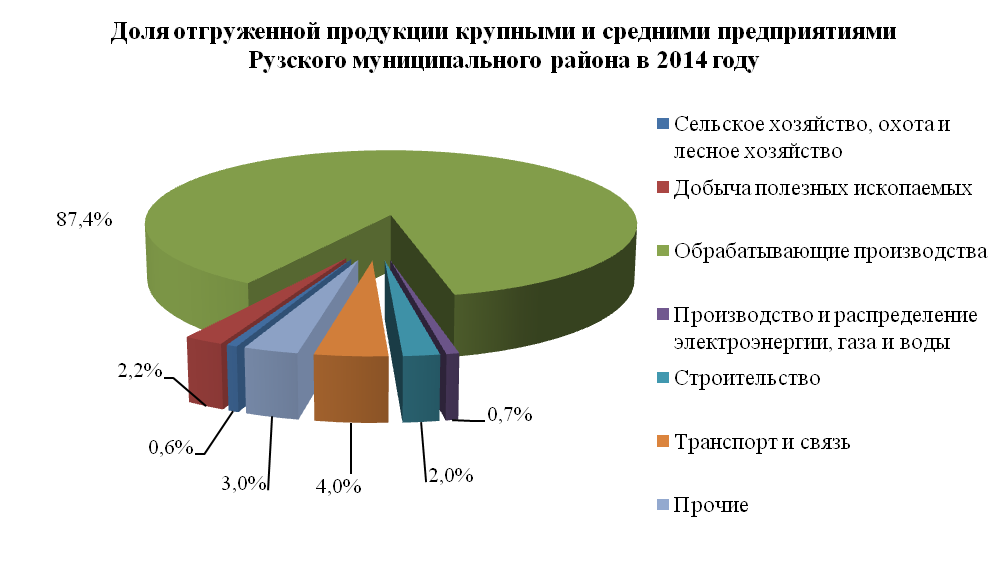 Доля отгруженной продукции крупными и средними предприятиями
Рузского муниципального района в 2014 году
87,4%
2,2%
0,6%
3,0%
4,0%
2,0%
0,7%
Сельское хозяйство, охота и
лесное хозяйство
Добыча полезных ископаемых
Обрабатывающие производства
Производство и распределение
электроэнергии, газа и воды
Строительство
Транспорт и связь
Прочие